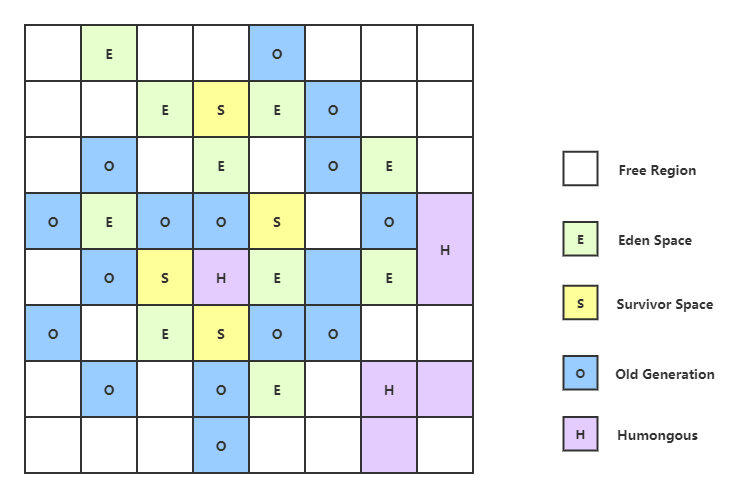 E O
E S E O
O E O E
O E O O S O
H
O S H E E
O E S O O
O O E H
O
Free Region
E Eden Space
S Survivor Space
O Old Generation
H Humongous